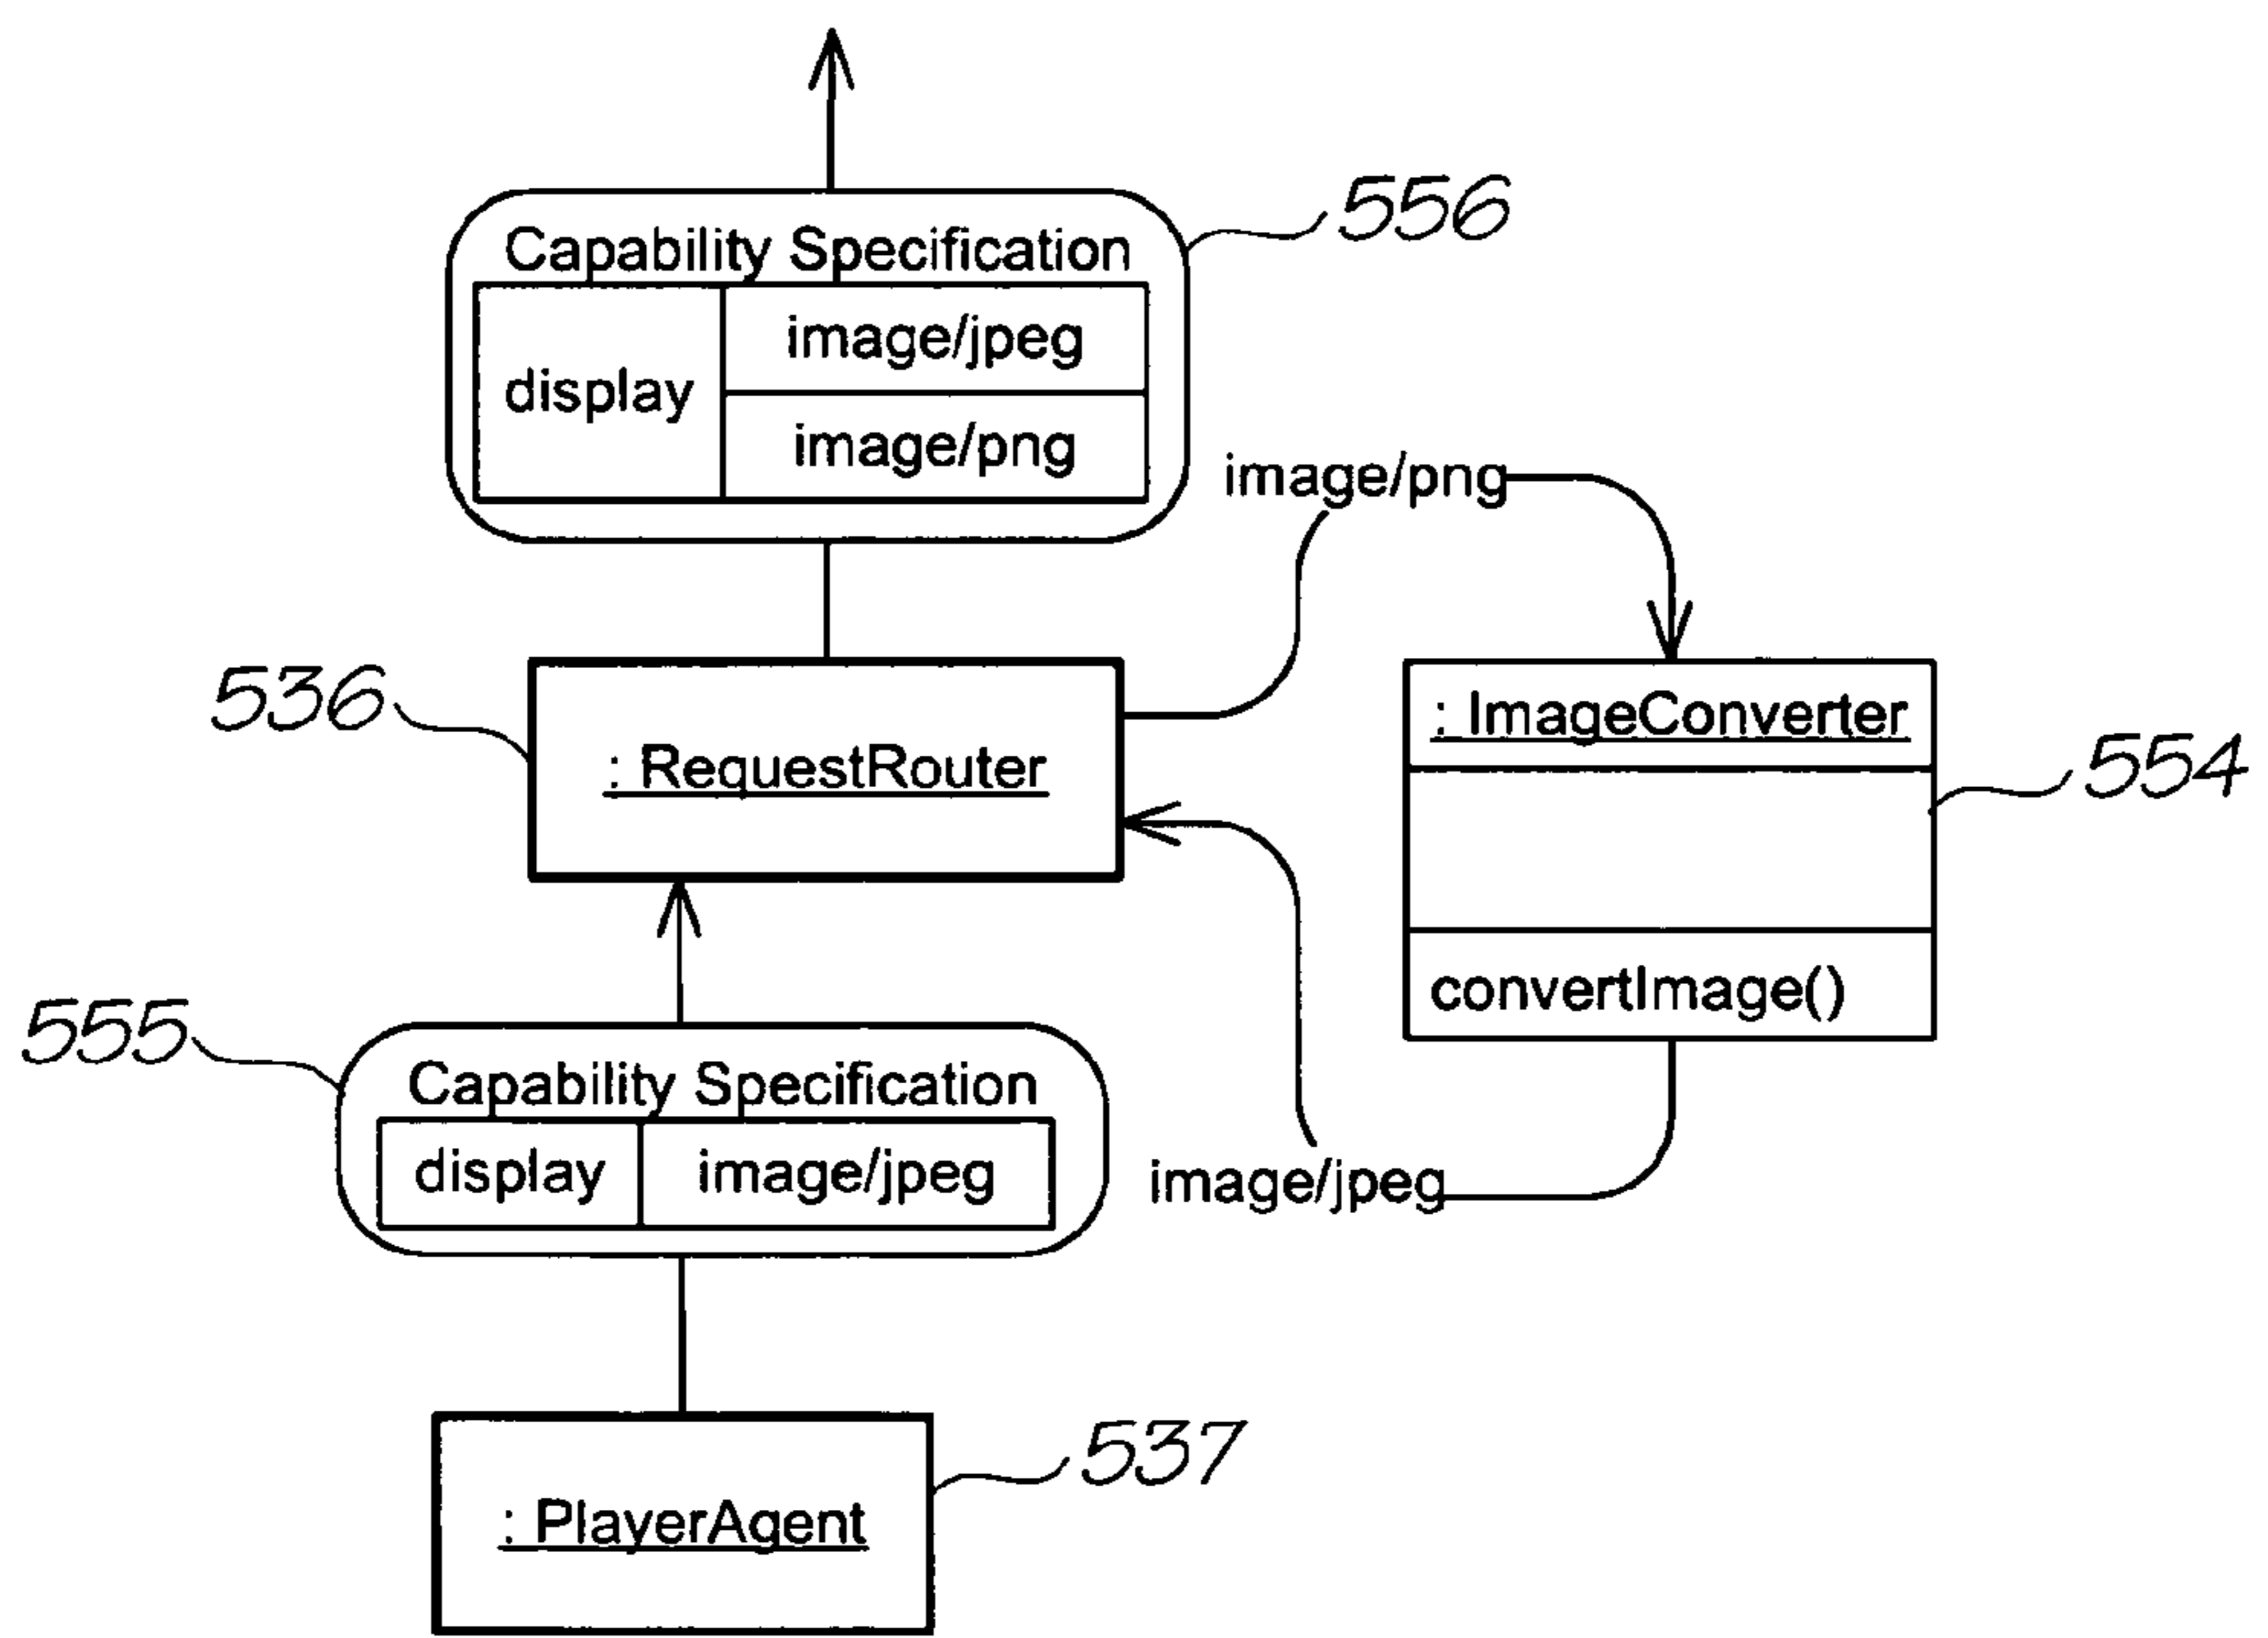 556
Capability Specification
display
image/jpeg
image/png
image/png
536
: RequestRouter
: ImageConverter
554
convertImage()
555
Capability Specification
display
image/jpeg
image/jpeg
537
: PlayerAgent